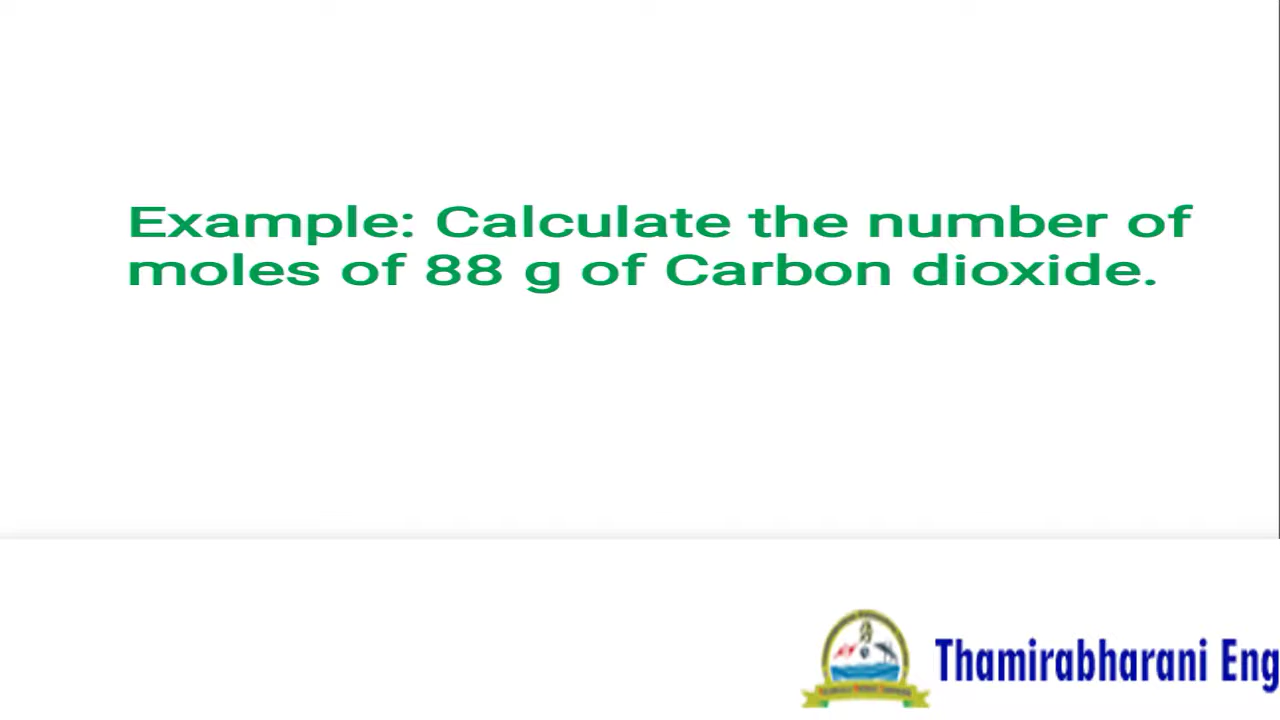 Example: Calculate the number of
moles of 88 g of Carbon dioxide.
Thamirabharani Eng